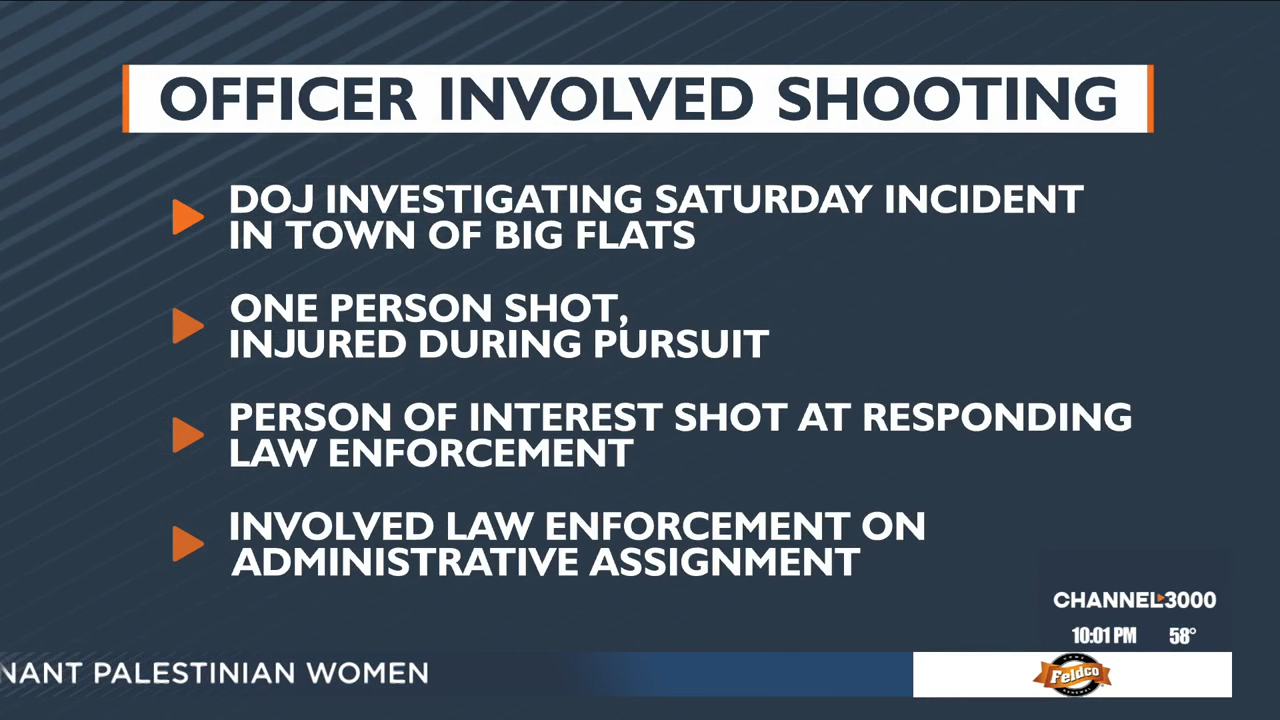 OFFICER INVOLVED SHOOTING
DOJ INVESTIGATING SATURDAY INCIDENT
IN TOWN OF BIG FLATS
ONE PERSON SHOT,
INJURED DURING PURSUIT
PERSON OF INTEREST SHOT AT RESPONDING
LAW ENFORCEMENT
INVOLVED LAW ENFORCEMENT ON
ADMINISTRATIVE ASSIGNMENT
CHANNEL3000
10:01 PM 58°
NANT PALESTINIAN WOMEN
Feldco